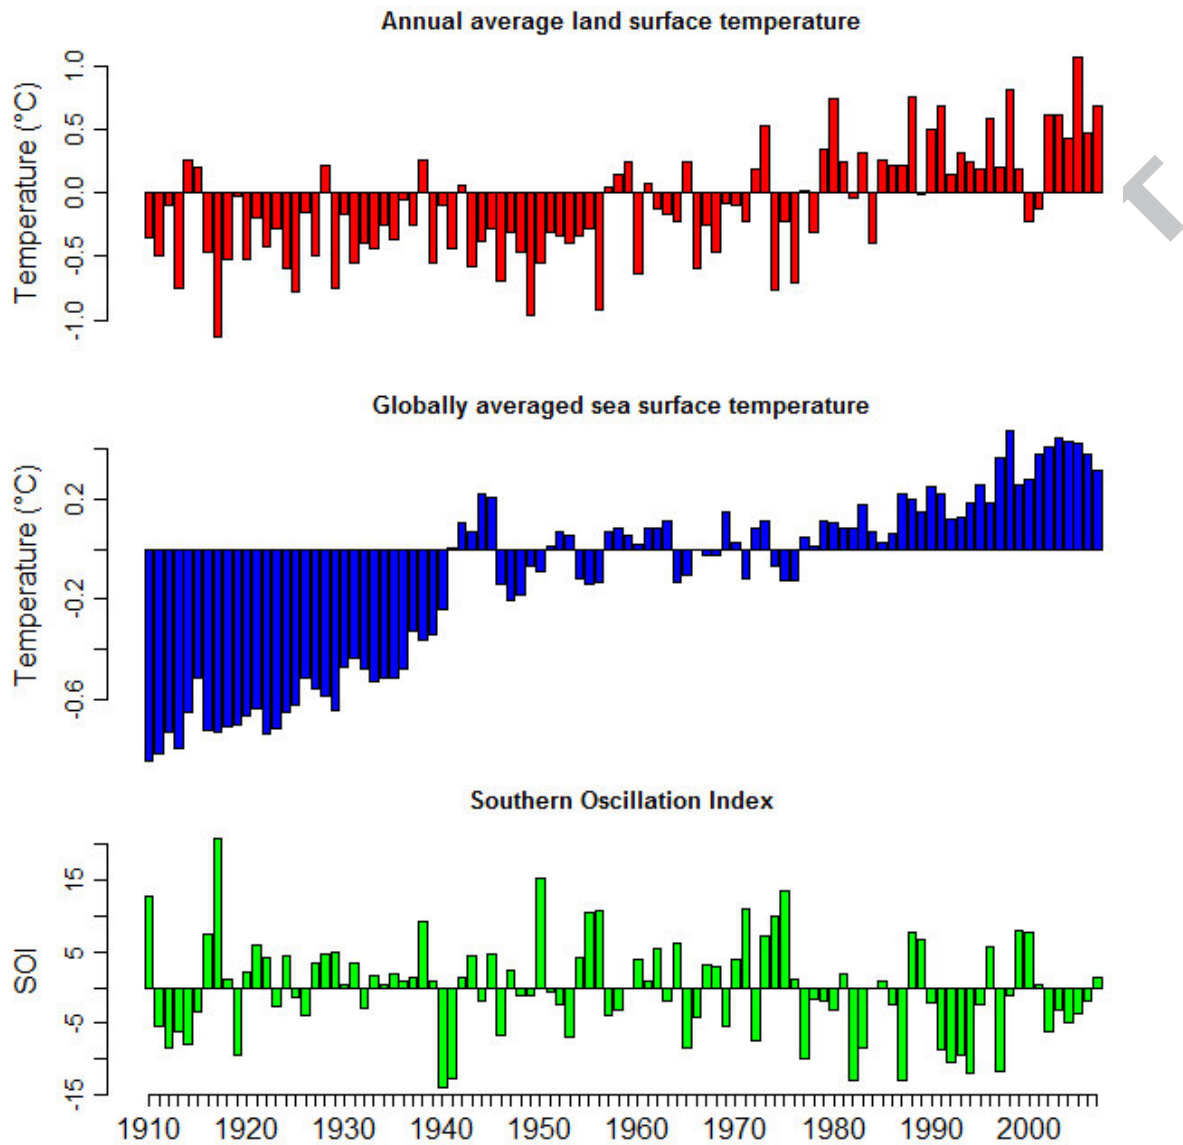 Annual average land surface temperature
Temperature (°C)
1.0
0.5
0.0
-0.5
-1.0
Globally averaged sea surface temperature
Temperature (°C)
0.2
-0.2
-0.6
Southern Oscillation Index
SOI
15
5
-5
-15
1910 1920 1930 1940 1950 1960 1970 1980 1990 2000